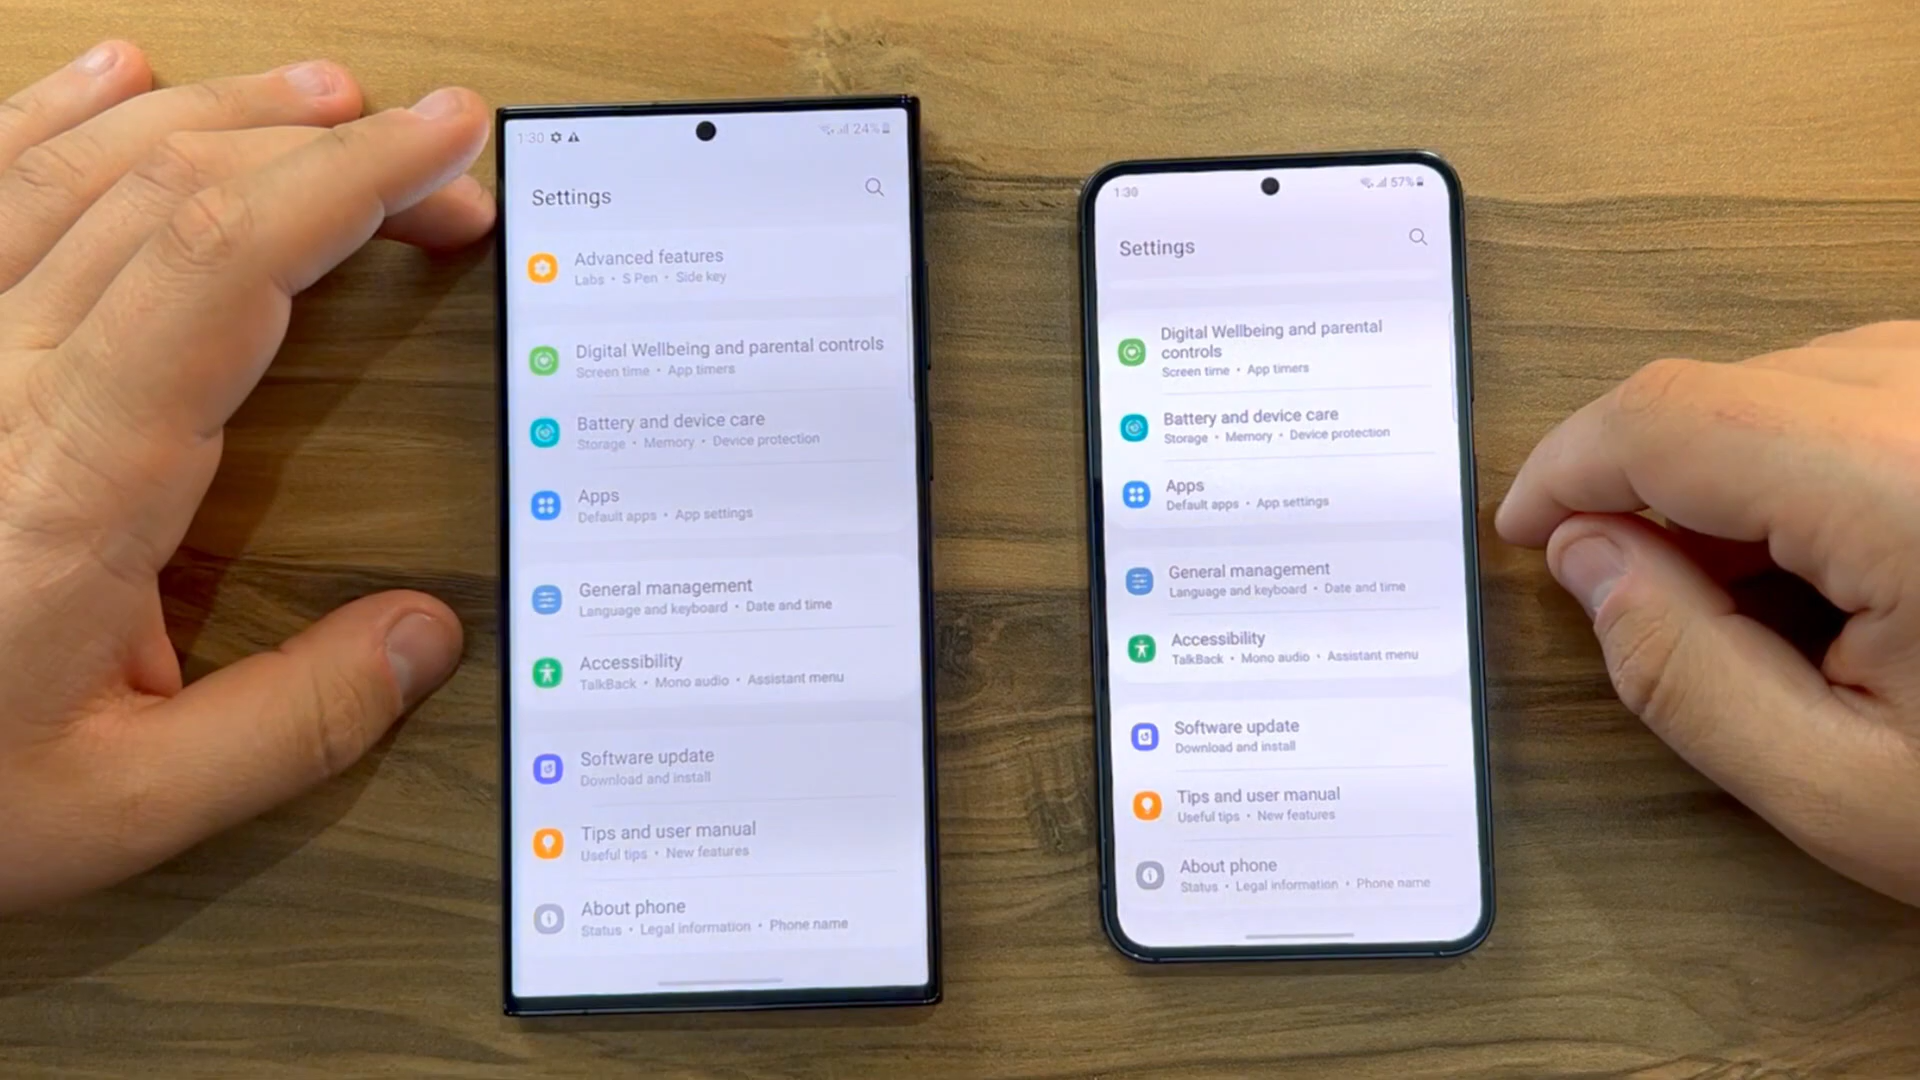 1:30
24%
Settings
Advanced features
Labs • S Pen • Side key
Digital Wellbeing and parental controls
Screen time • App timers
Battery and device care
Storage • Memory • Device protection
Apps
Default apps • App settings
General management
Language and keyboard • Date and time
Accessibility
TalkBack • Mono audio • Assistant menu
Software update
Download and install
Tips and user manual
Useful tips • New features
About phone
Status • Legal information • Phone name
1:30
57%
Settings
Digital Wellbeing and parental
controls
Screen time • App timers
Battery and device care
Storage • Memory • Device protection
Apps
Default apps • App settings
General management
Language and keyboard • Date and time
Accessibility
TalkBack • Mono audio • Assistant menu
Software update
Download and install
Tips and user manual
Useful tips • New features
About phone
Status • Legal information • Phone name